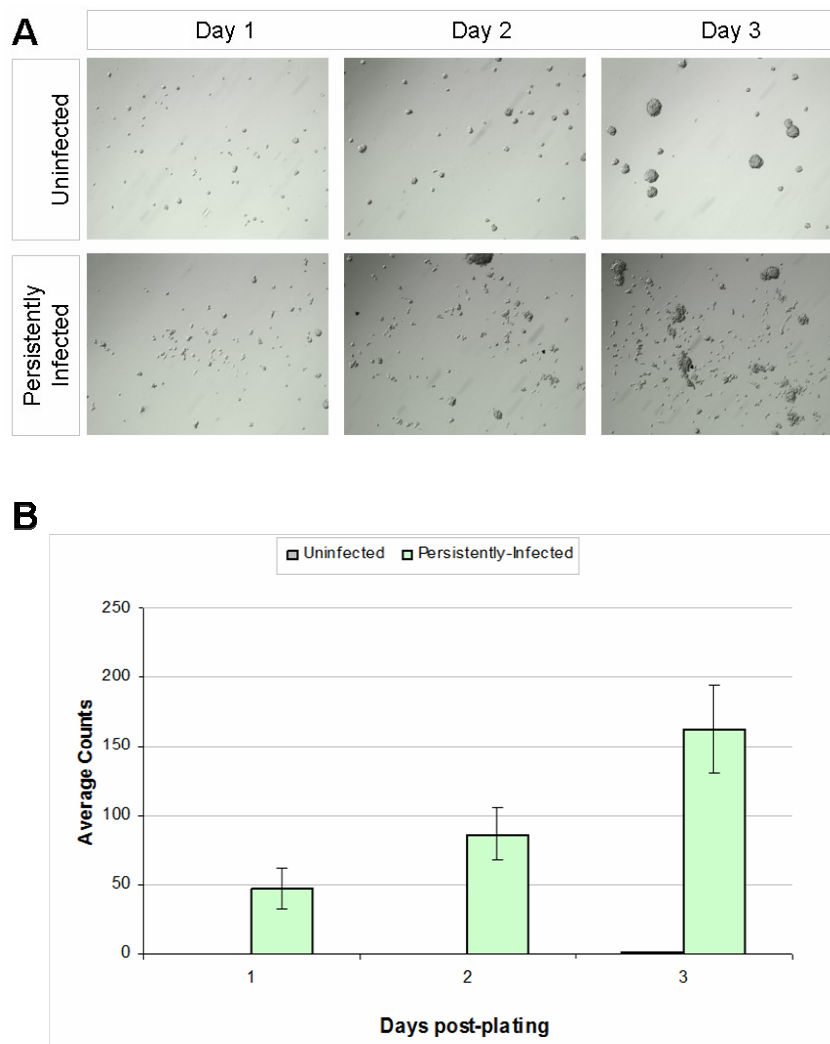 A
Day 1 Day 2 Day 3
Uninfected
Persistently
Infected
B
Uninfected Persistently-Infected
250
200
150
100
50
0
Average Counts
1 2 3
Days post-plating